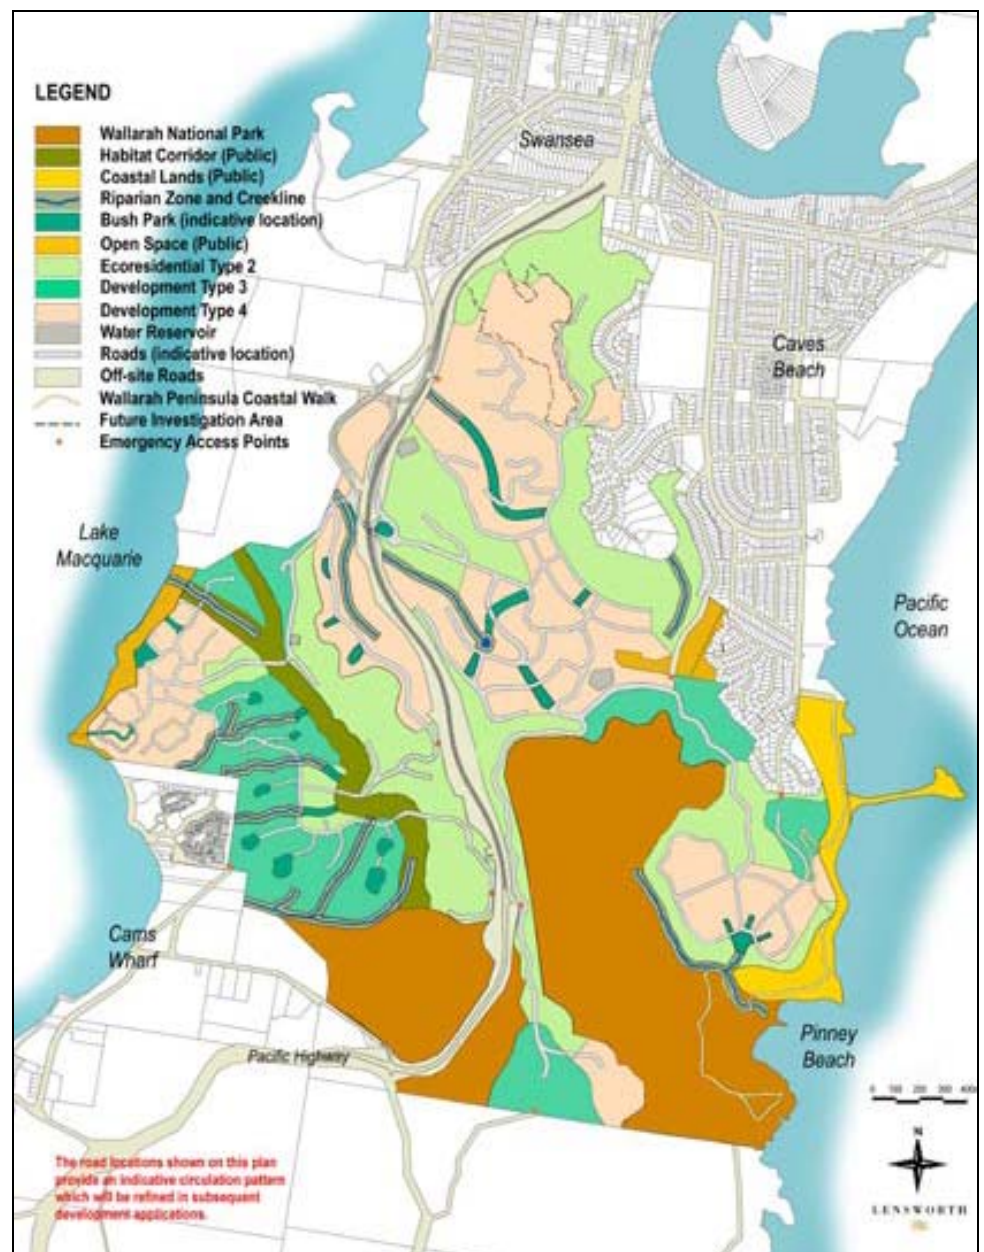 LEGEND
Wallarah National Park
Habitat Corridor (Public)
Coastal Lands (Public)
Riparian Zone and Creekline
Bush Park (indicative location)
Open Space (Public)
Ecoresidential Type 2
Development Type 3
Development Type 4
Water Reservoir
Roads (indicative location)
Off-site Roads
Wallarah Peninsula Coastal Walk
Future Investigation Area
Emergency Access Points
Swansea
Caves
Beach
Lake
Macquarie
Pacific
Ocean
Cams
Wharf
Pacific Highway
Pinney
Beach
0 100 200 300
N
LENSWORTH
The road locations shown on this plan
provide an indicative circulation pattern
which will be refined in subsequent
development applications.